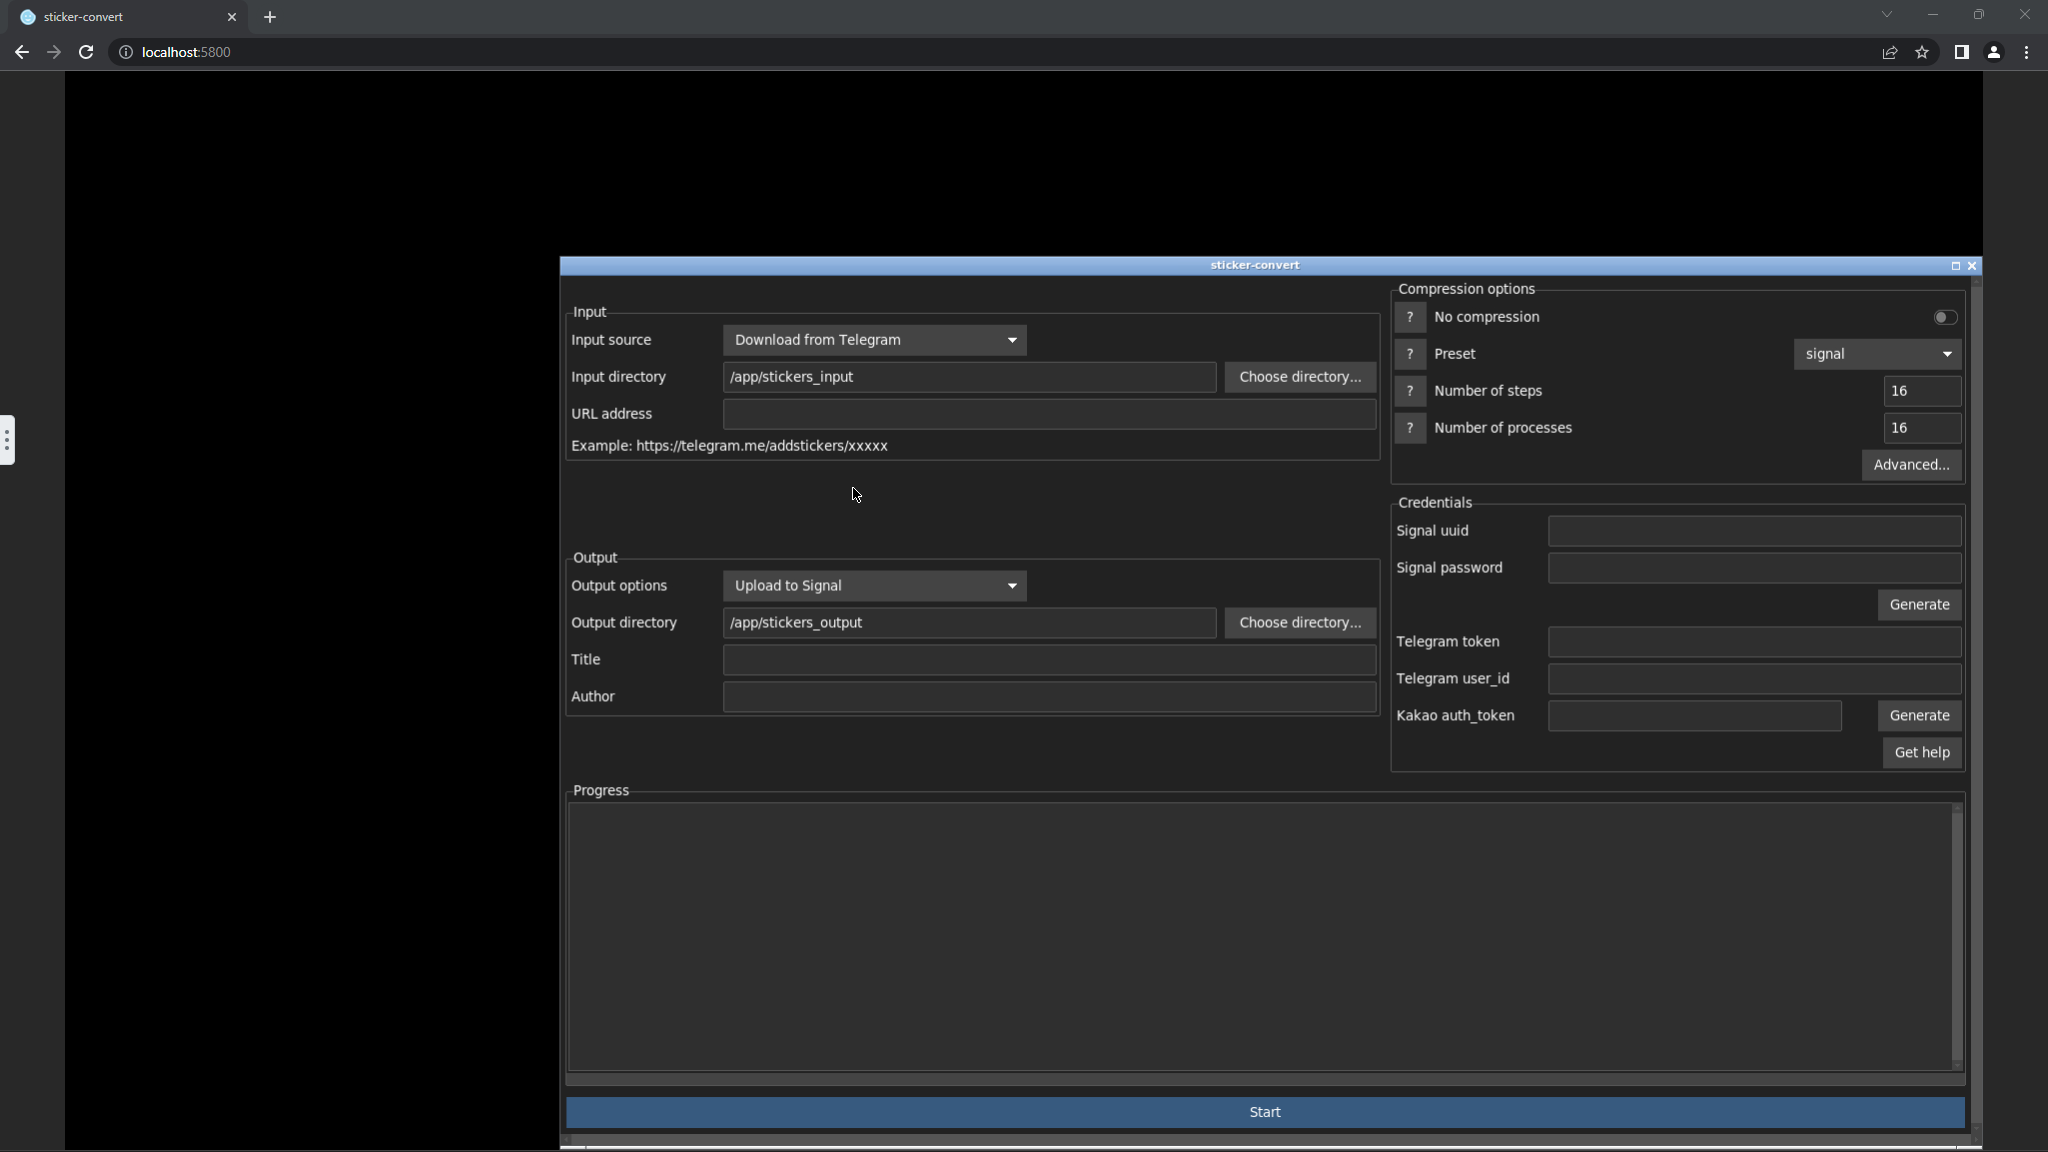 sticker-convert
localhost:5800
sticker-convert
Input
Input source Download from Telegram
Input directory /app/stickers_input Choose directory...
URL address
Example: https://telegram.me/addstickers/xxxxx
Output
Output options Upload to Signal
Output directory /app/stickers_output Choose directory...
Title
Author
Compression options
? No compression
? Preset signal
? Number of steps 16
? Number of processes 16
Advanced...
Credentials
Signal uuid
Signal password
Generate
Telegram token
Telegram user_id
Kakao auth_token Generate
Get help
Progress
Start